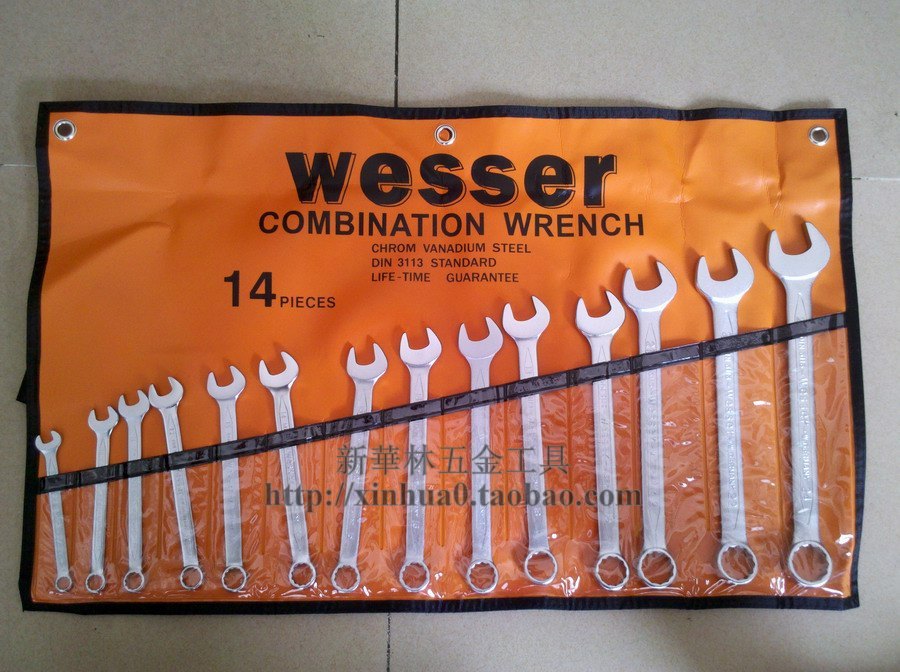 wesser
COMBINATION WRENCH
CHROM VANADIUM STEEL
DIN 3113 STANDARD
LIFE-TIME GUARANTEE
14 PIECES
新華林五金工具
http://xinhua0.taobao.com